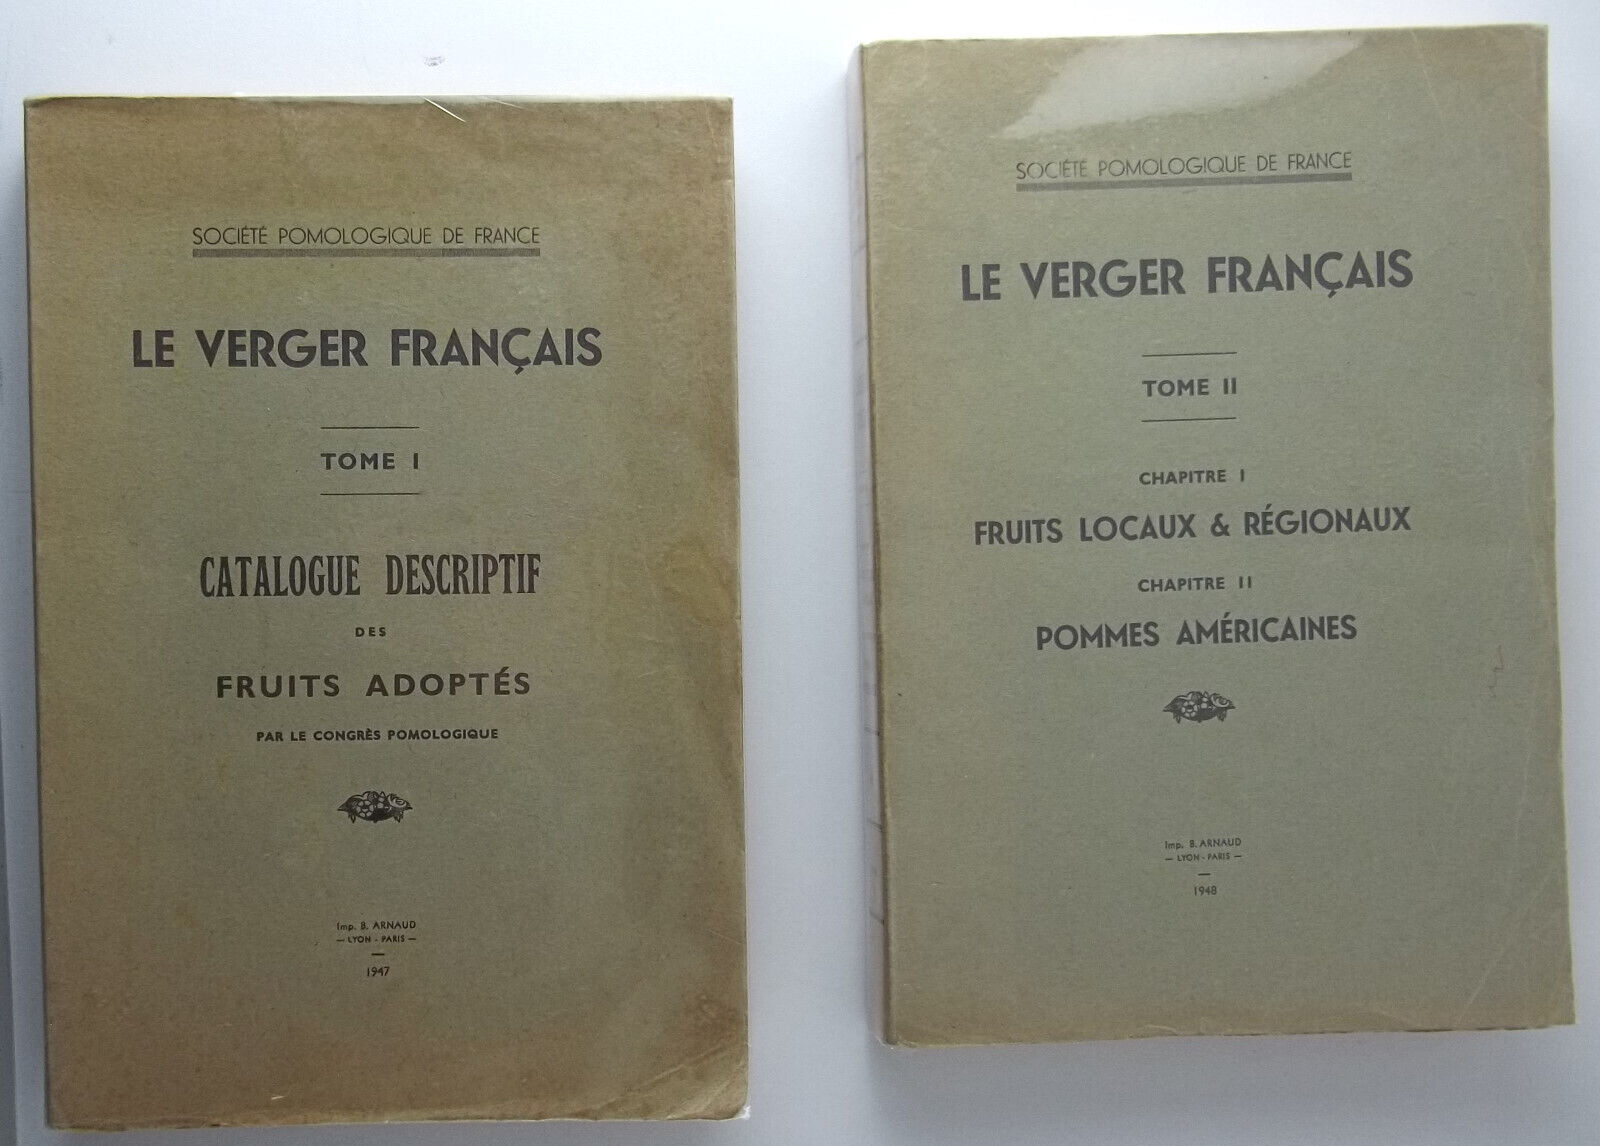 SOCIÉTÉ POMOLOGIQUE DE FRANCE
LE VERGER FRANÇAIS
TOME I
CATALOGUE DESCRIPTIF
DES
FRUITS ADOPTÉS
PAR LE CONGRÈS POMOLOGIQUE
Imp. B. ARNAUD
— LYON - PARIS —
1947
SOCIÉTÉ POMOLOGIQUE DE FRANCE
LE VERGER FRANÇAIS
TOME II
CHAPITRE I
FRUITS LOCAUX & RÉGIONAUX
CHAPITRE II
POMMES AMÉRICAINES
Imp. B. ARNAUD
— LYON - PARIS —
1948